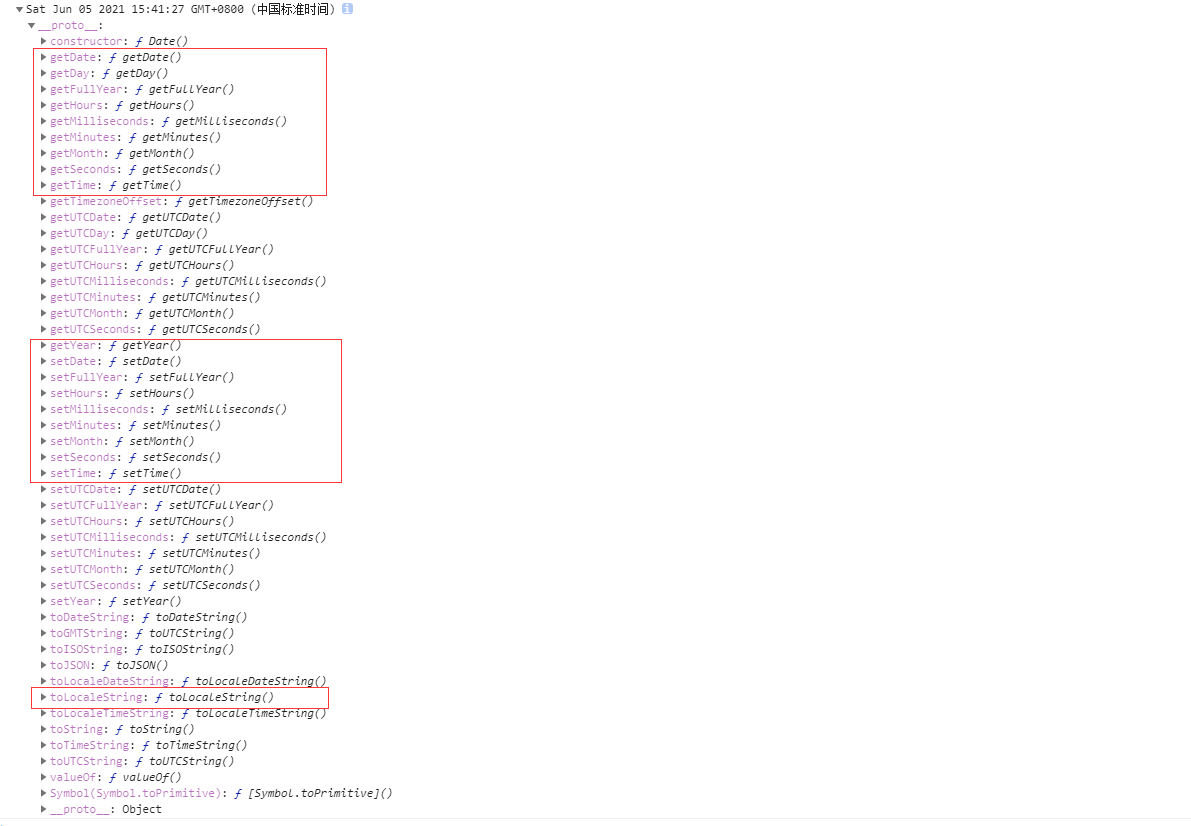 Sat Jun 05 2021 15:41:27 GMT+0800 (中国标准时间) i
__proto__:
constructor: ƒ Date()
getDate: ƒ getDate()
getDay: ƒ getDay()
getFullYear: ƒ getFullYear()
getHours: ƒ getHours()
getMilliseconds: ƒ getMilliseconds()
getMinutes: ƒ getMinutes()
getMonth: ƒ getMonth()
getSeconds: ƒ getSeconds()
getTime: ƒ getTime()
getTimezoneOffset: ƒ getTimezoneOffset()
getUTCDate: ƒ getUTCDate()
getUTCDay: ƒ getUTCDay()
getUTCFullYear: ƒ getUTCFullYear()
getUTCHours: ƒ getUTCHours()
getUTCMilliseconds: ƒ getUTCMilliseconds()
getUTCMinutes: ƒ getUTCMinutes()
getUTCMonth: ƒ getUTCMonth()
getUTCSeconds: ƒ getUTCSeconds()
getYear: ƒ getYear()
setDate: ƒ setDate()
setFullYear: ƒ setFullYear()
setHours: ƒ setHours()
setMilliseconds: ƒ setMilliseconds()
setMinutes: ƒ setMinutes()
setMonth: ƒ setMonth()
setSeconds: ƒ setSeconds()
setTime: ƒ setTime()
setUTCDate: ƒ setUTCDate()
setUTCFullYear: ƒ setUTCFullYear()
setUTCHours: ƒ setUTCHours()
setUTCMilliseconds: ƒ setUTCMilliseconds()
setUTCMinutes: ƒ setUTCMinutes()
setUTCMonth: ƒ setUTCMonth()
setUTCSeconds: ƒ setUTCSeconds()
setYear: ƒ setYear()
toDateString: ƒ toDateString()
toGMTString: ƒ toUTCString()
toISOString: ƒ toISOString()
toJSON: ƒ toJSON()
toLocaleDateString: ƒ toLocaleDateString()
toLocaleString: ƒ toLocaleString()
toLocaleTimeString: ƒ toLocaleTimeString()
toString: ƒ toString()
toTimeString: ƒ toTimeString()
toUTCString: ƒ toUTCString()
valueOf: ƒ valueOf()
Symbol(Symbol.toPrimitive): ƒ [Symbol.toPrimitive]()
__proto__: Object